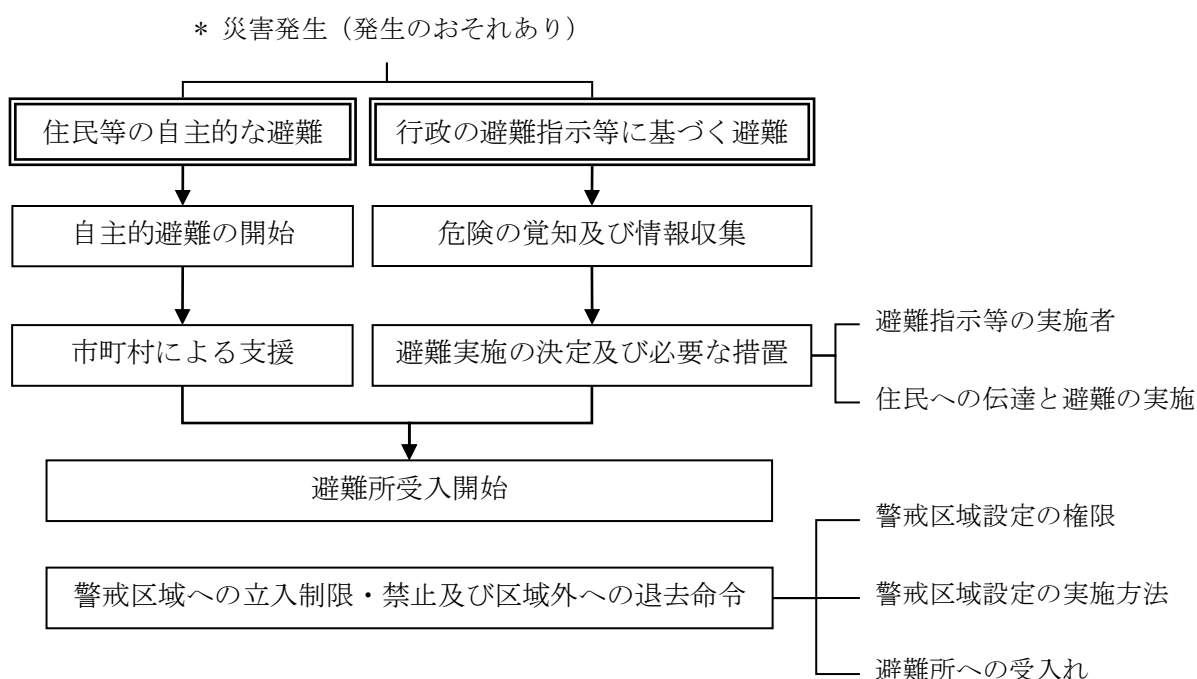 * 災害発生（発生のおそれあり）
住民等の自主的な避難
行政の避難指示等に基づく避難
自主的避難の開始
危険の覚知及び情報収集
市町村による支援
避難実施の決定及び必要な措置
避難指示等の実施者
住民への伝達と避難の実施
避難所受入開始
警戒区域への立入制限・禁止及び区域外への退去命令
警戒区域設定の権限
警戒区域設定の実施方法
避難所への受入れ